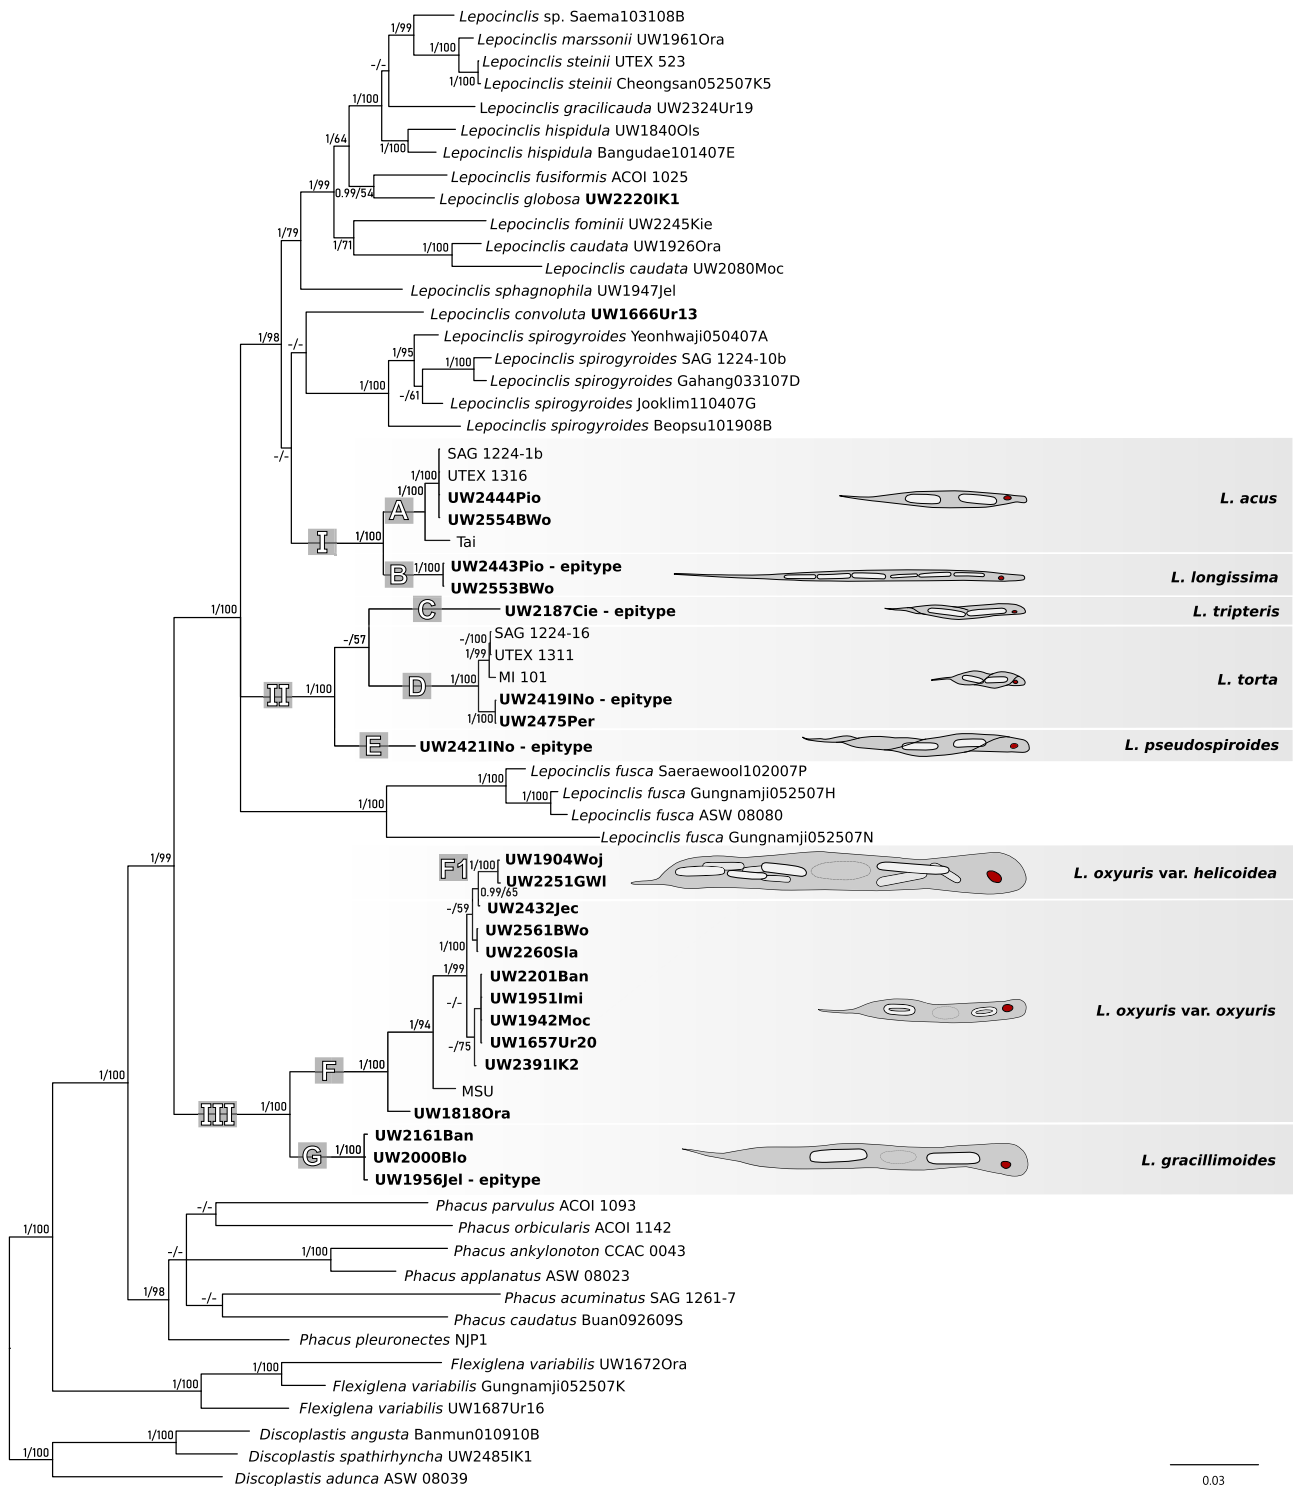 Lepocinclis sp. Saema103108B
1/99
Lepocinclis marssonii UW1961Ora
1/100
Lepocinclis steinii UTEX 523
-/-
1/100
Lepocinclis steinii Cheongsan052507K5
1/100
Lepocinclis gracilicauda UW2324Ur19
Lepocinclis hispidula UW1840Ols
1/64
1/100
Lepocinclis hispidula Bangudae101407E
Lepocinclis fusiformis ACOI 1025
1/99
0.99/54
Lepocinclis globosa UW2220IK1
Lepocinclis fominii UW2245Kie
1/79
1/71
1/100
Lepocinclis caudata UW1926Ora
Lepocinclis caudata UW2080Moc
Lepocinclis sphagnophila UW1947Jel
Lepocinclis convoluta UW1666Ur13
1/98
-/-
Lepocinclis spirogyroides Yeonhwaji050407A
1/95
Lepocinclis spirogyroides SAG 1224-10b
1/100
1/100
Lepocinclis spirogyroides Gahang033107D
-/61
Lepocinclis spirogyroides Jooklim110407G
Lepocinclis spirogyroides Beopsu101908B
-/-
SAG 1224-1b
1/100
UTEX 1316
1/100
UW2444Pio
L. acus
A
UW2554BWo
I
1/100
Tai
UW2443Pio - epitype
B
1/100
L. longissima
UW2553BWo
1/100
C
UW2187Cie - epitype
L. tripteris
-/57
-/100
SAG 1224-16
1/99
UTEX 1311
MI 101
L. torta
II
1/100
D
1/100
UW2419INo - epitype
1/100
UW2475Per
E
UW2421INo - epitype
L. pseudospiroides
Lepocinclis fusca Saeraewool102007P
1/100
Lepocinclis fusca Gungnamji052507H
1/100
1/100
Lepocinclis fusca ASW 08080
Lepocinclis fusca Gungnamji052507N
1/99
F1
1/100
UW1904Woj
L. oxyuris var. helicoidea
UW2251GWl
0.99/65
-/59
UW2432Jec
UW2561BWo
1/100
UW2260Sla
1/99
UW2201Ban
-/-
UW1951Imi
L. oxyuris var. oxyuris
1/94
UW1942Moc
-/75
UW1657Ur20
UW2391IK2
1/100
F
1/100
MSU
III
1/100
UW1818Ora
UW2161Ban
G
1/100
UW2000Blo
L. gracillimoides
UW1956Jel - epitype
Phacus parvulus ACOI 1093
-/-
Phacus orbicularis ACOI 1142
1/100
-/-
1/100
Phacus ankylonoton CCAC 0043
Phacus applanatus ASW 08023
1/98
-/-
Phacus acuminatus SAG 1261-7
Phacus caudatus Buan092609S
Phacus pleuronectes NJP1
Flexiglena variabilis UW1672Ora
1/100
1/100
Flexiglena variabilis Gungnamji052507K
Flexiglena variabilis UW1687Ur16
Discoplastis angusta Banmun010910B
1/100
1/100
Discoplastis spathirhyncha UW2485IK1
Discoplastis adunca ASW 08039
0.03